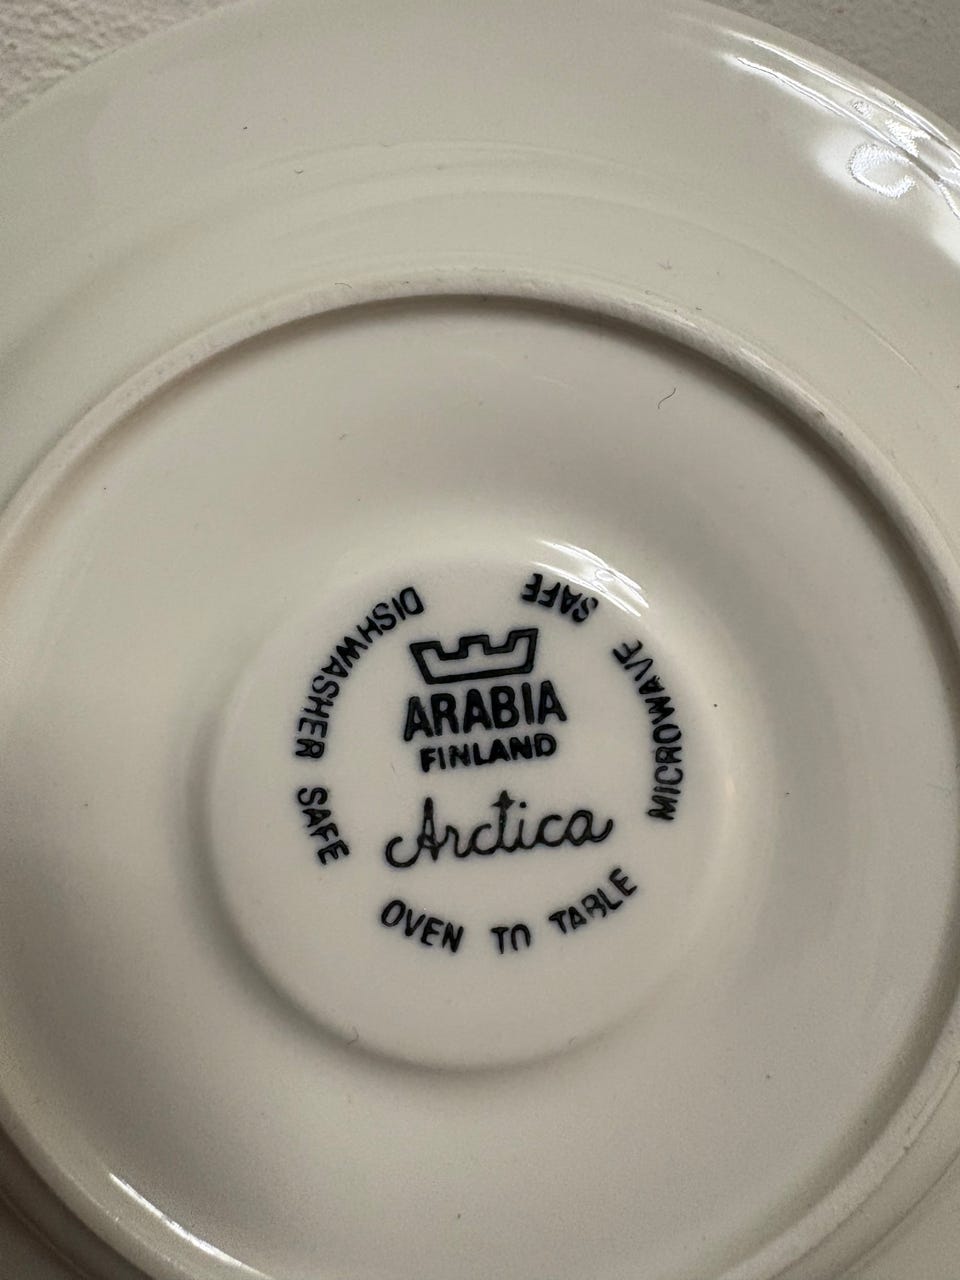 ARABIA
FINLAND
Arctica
DISHWASHER SAFE
OVEN TO TABLE
MICROWAVE SAFE